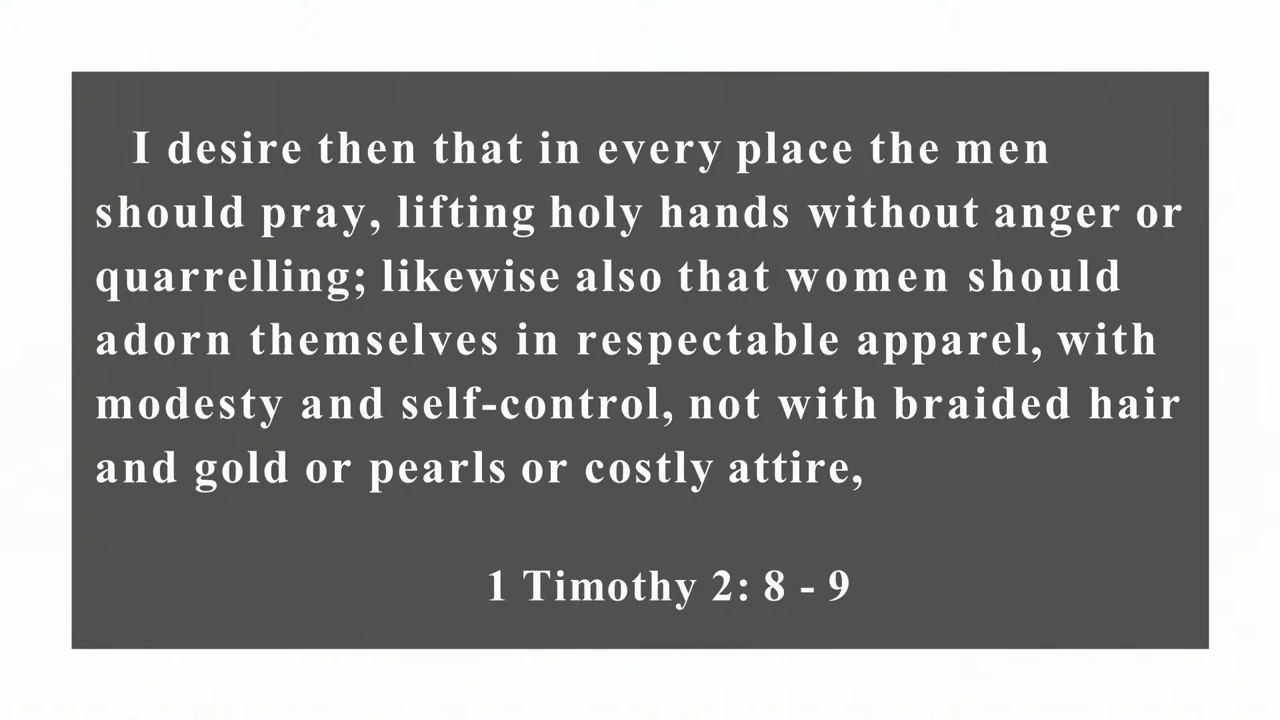 I desire then that in every place the men
should pray, lifting holy hands without anger or
quarrelling; likewise also that women should
adorn themselves in respectable apparel, with
modesty and self-control, not with braided hair
and gold or pearls or costly attire,
1 Timothy 2: 8 - 9